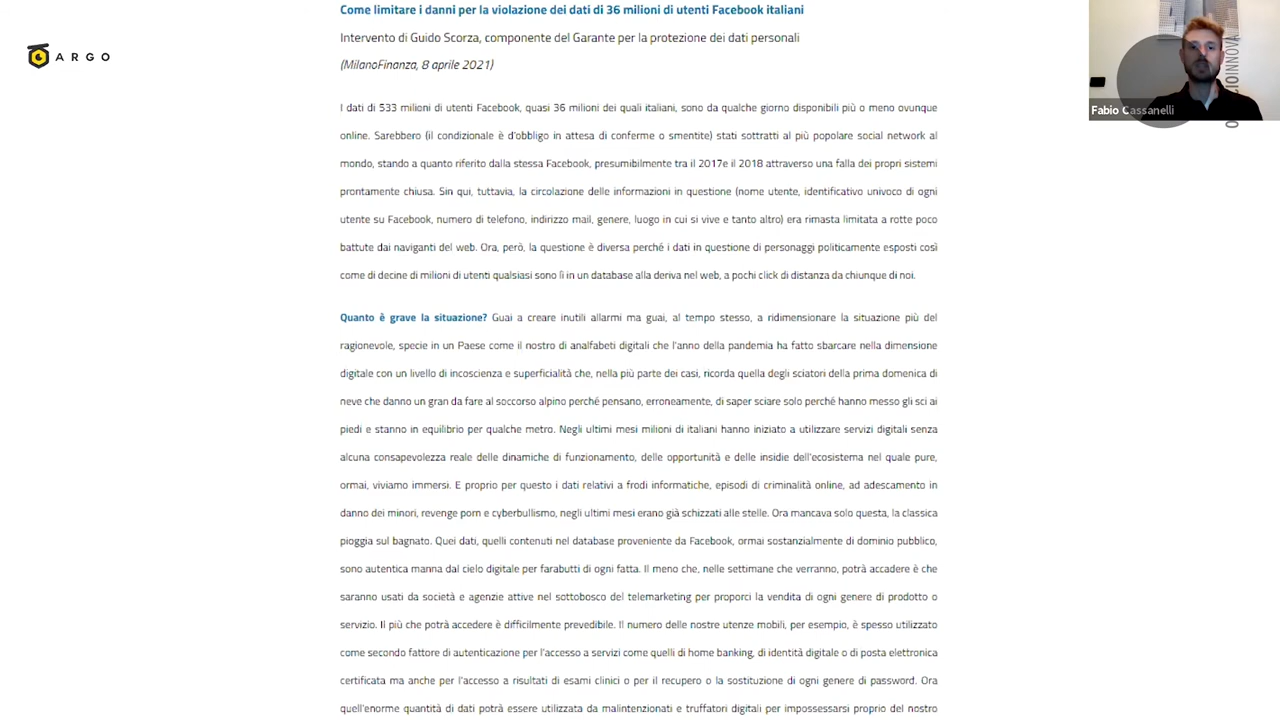 Come limitare i danni per la violazione dei dati di 36 milioni di utenti Facebook italiani
Intervento di Guido Scorza, componente del Garante per la protezione dei dati personali
(MilanoFinanza, 8 aprile 2021)
ARGO
Fabio Cassanelli
I dati di 533 milioni di utenti Facebook, quasi 36 milioni dei quali italiani, sono da qualche giorno disponibili più o meno ovunque
online. Sarebbero (il condizionale è d'obbligo in attesa di conferme o smentite) stati sottratti al più popolare social network al
mondo, stando a quanto riferito dalla stessa Facebook, presumibilmente tra il 2017e il 2018 attraverso una falla dei propri sistemi
prontamente chiusa. Sin qui, tuttavia, la circolazione delle informazioni in questione (nome utente, identificativo univoco di ogni
utente su Facebook, numero di telefono, indirizzo mail, genere, luogo in cui si vive e tanto altro) era rimasta limitata a rotte poco
battute dai naviganti del web. Ora, però, la questione è diversa perché i dati in questione di personaggi politicamente esposti così
come di decine di milioni di utenti qualsiasi sono lì in un database alla deriva nel web, a pochi click di distanza da chiunque di noi.
Quanto è grave la situazione? Guai a creare inutili allarmi ma guai, al tempo stesso, a ridimensionare la situazione più del
ragionevole, specie in un Paese come il nostro di analfabeti digitali che l'anno della pandemia ha fatto sbarcare nella dimensione
digitale con un livello di incoscienza e superficialità che, nella più parte dei casi, ricorda quella degli sciatori della prima domenica di
neve che danno un gran da fare al soccorso alpino perché pensano, erroneamente, di saper sciare solo perché hanno messo gli sci ai
piedi e stanno in equilibrio per qualche metro. Negli ultimi mesi milioni di italiani hanno iniziato a utilizzare servizi digitali senza
alcuna consapevolezza reale delle dinamiche di funzionamento, delle opportunità e delle insidie dell'ecosistema nel quale pure,
ormai, viviamo immersi. E proprio per questo i dati relativi a frodi informatiche, episodi di criminalità online, ad adescamento in
danno dei minori, revenge porn e cyberbullismo, negli ultimi mesi erano già schizzati alle stelle. Ora mancava solo questa, la classica
pioggia sul bagnato. Quei dati, quelli contenuti nel database proveniente da Facebook, ormai sostanzialmente di dominio pubblico,
sono autentica manna dal cielo digitale per farabutti di ogni fatta. Il meno che, nelle settimane che verranno, potrà accadere è che
saranno usati da società e agenzie attive nel sottobosco del telemarketing per proporci la vendita di ogni genere di prodotto o
servizio. Il più che potrà accedere è difficilmente prevedibile. Il numero delle nostre utenze mobili, per esempio, è spesso utilizzato
come secondo fattore di autenticazione per l'accesso a servizi come quelli di home banking, di identità digitale o di posta elettronica
certificata ma anche per l'accesso a risultati di esami clinici o per il recupero o la sostituzione di ogni genere di password. Ora
quell'enorme quantità di dati potrà essere utilizzata da malintenzionati e truffatori digitali per impossessarsi proprio del nostro